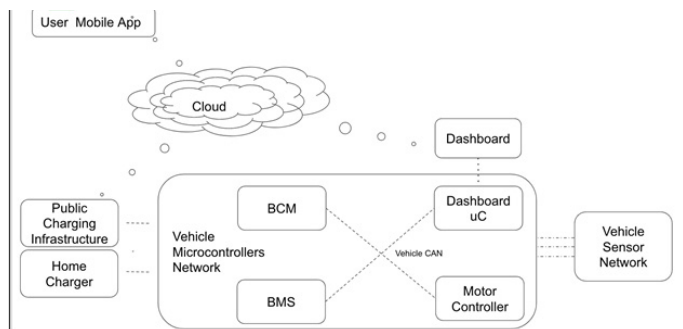 User Mobile App
Cloud
Dashboard
Public
Charging
Infrastructure
Home
Charger
Vehicle
Microcontrollers
Network
BCM
BMS
Dashboard
uC
Vehicle CAN
Motor
Controller
Vehicle
Sensor
Network